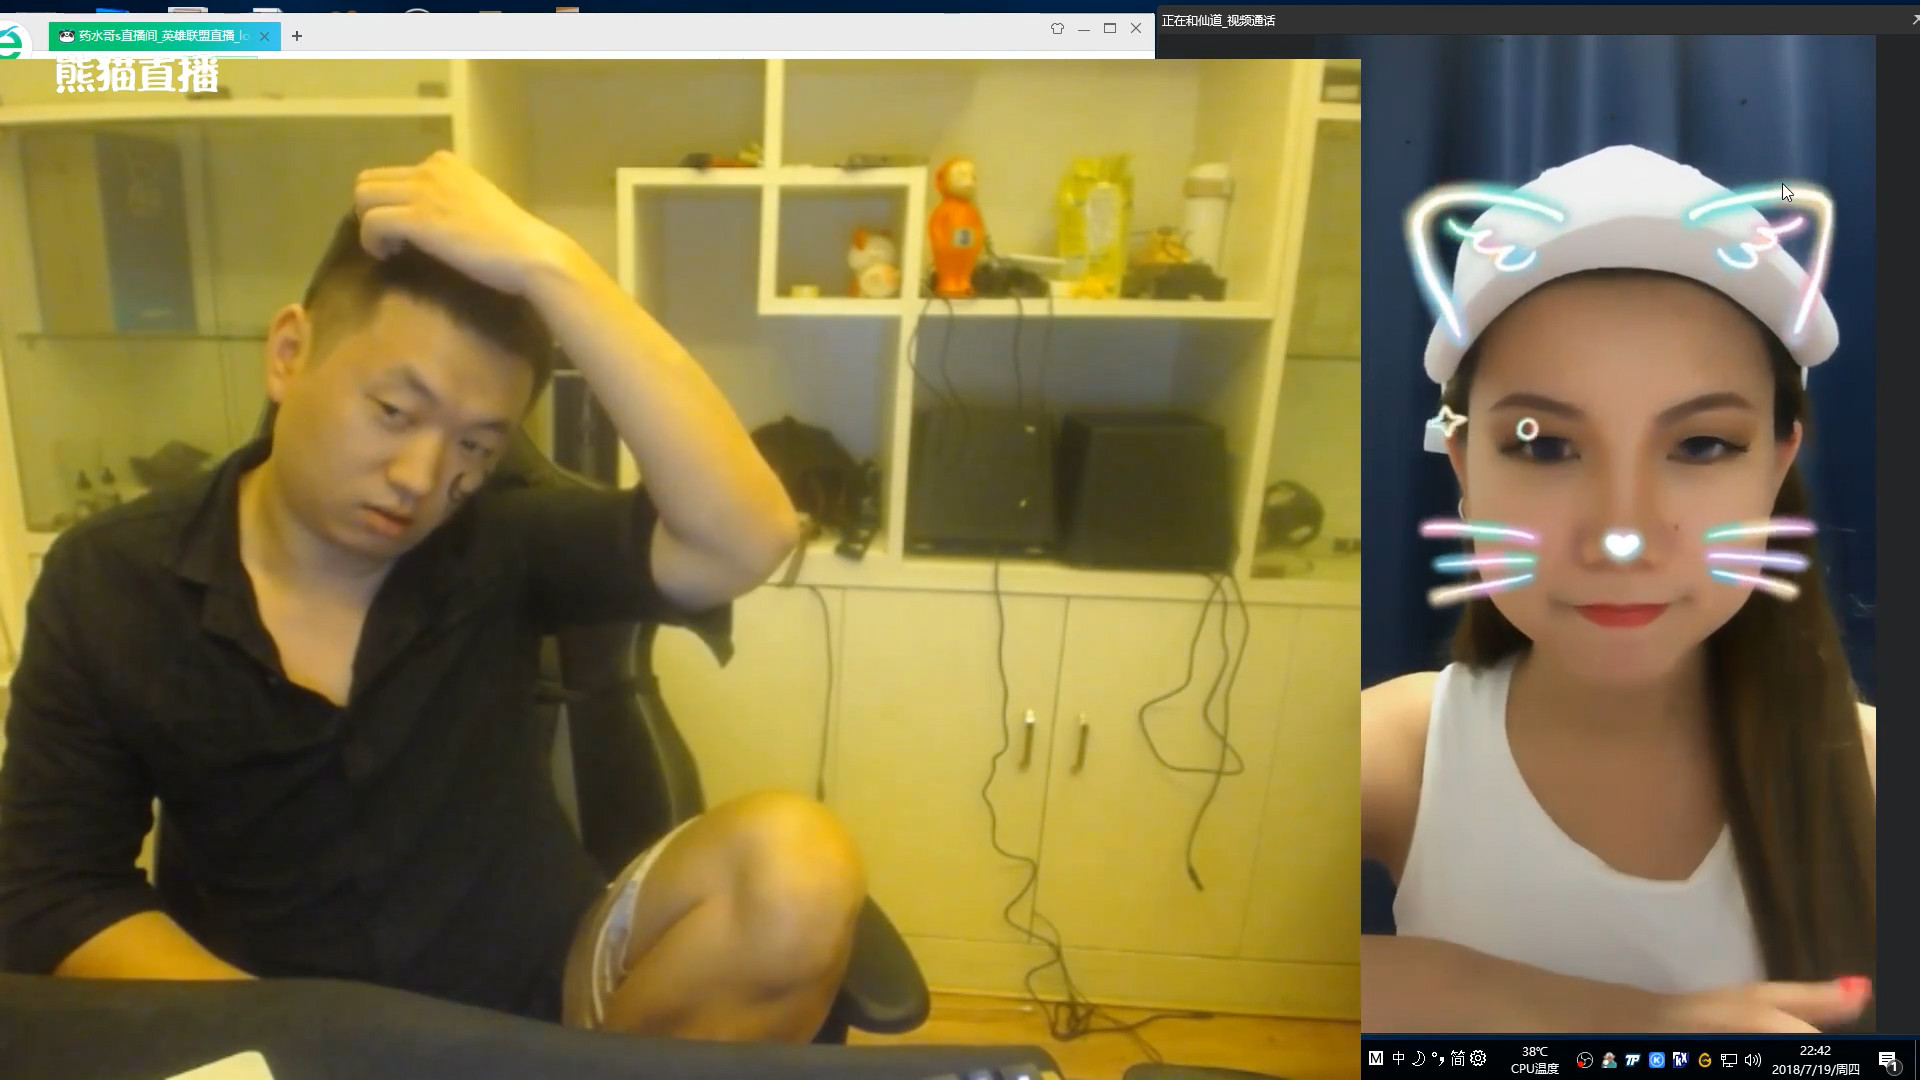 药水哥s直播间_英雄联盟直播_lo
正在和仙道_视频通话
熊猫直播
M 中 简
38℃
CPU温度
22:42
2018/7/19/周四
1